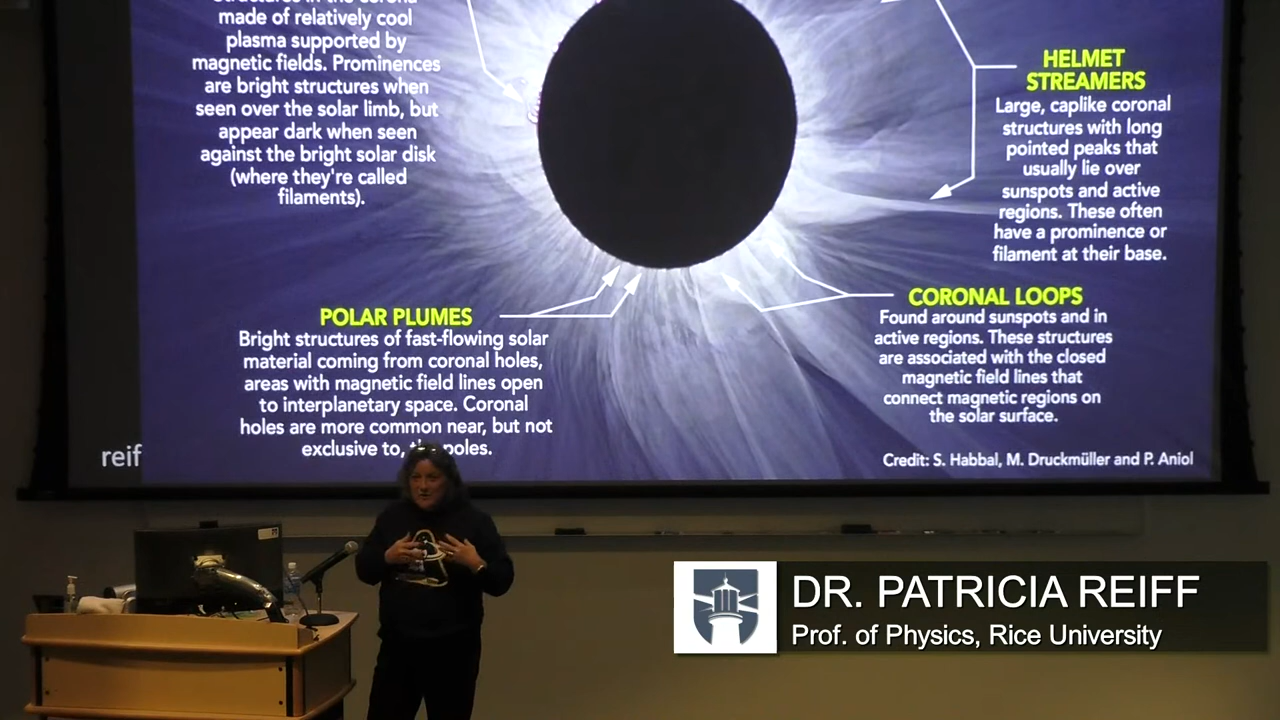 structures in the corona
made of relatively cool
plasma supported by
magnetic fields. Prominences
are bright structures when
seen over the solar limb, but
appear dark when seen
against the bright solar disk
(where they're called
filaments).
HELMET
STREAMERS
Large, caplike coronal
structures with long
pointed peaks that
usually lie over
sunspots and active
regions. These often
have a prominence or
filament at their base.
POLAR PLUMES
Bright structures of fast-flowing solar
material coming from coronal holes,
areas with magnetic field lines open
to interplanetary space. Coronal
holes are more common near, but not
exclusive to, the poles.
CORONAL LOOPS
Found around sunspots and in
active regions. These structures
are associated with the closed
magnetic field lines that
connect magnetic regions on
the solar surface.
reif
Credit: S. Habbal, M. Druckmüller and P. Aniol
DR. PATRICIA REIFF
Prof. of Physics, Rice University